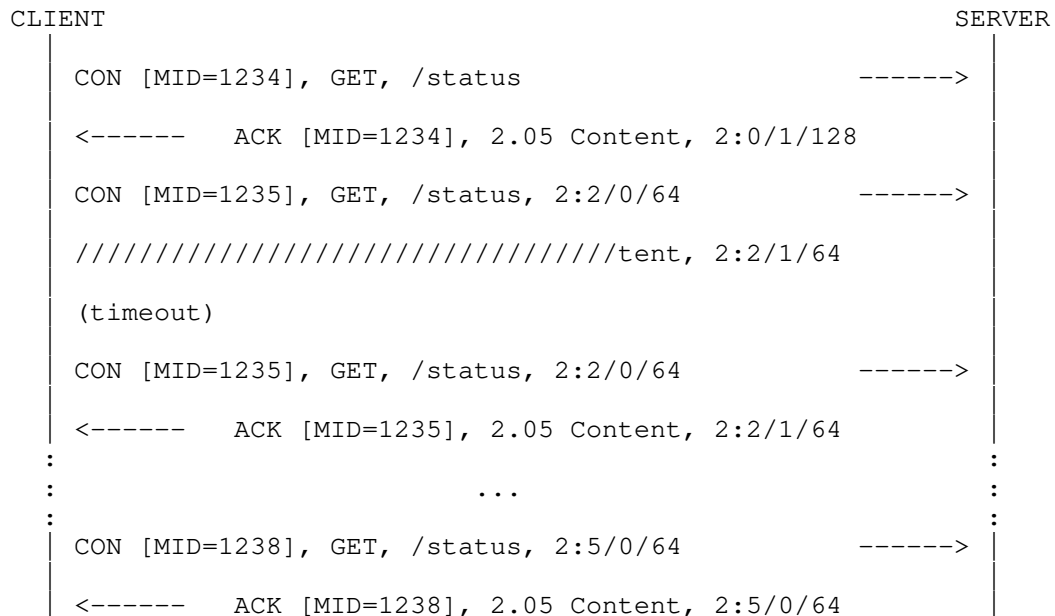 CLIENT                                                     SERVER
  |                                                          |
  | CON [MID=1234], GET, /status                     ------> |
  |                                                          |
  | <------   ACK [MID=1234], 2.05 Content, 2:0/1/128        |
  |                                                          |
  | CON [MID=1235], GET, /status, 2:2/0/64           ------> |
  |                                                          |
  | //////////////////////////////////tent, 2:2/1/64         |
  |                                                          |
  | (timeout)                                                |
  |                                                          |
  | CON [MID=1235], GET, /status, 2:2/0/64           ------> |
  |                                                          |
  | <------   ACK [MID=1235], 2.05 Content, 2:2/1/64         |
  :                                                          :
  :                          ...                             :
  :                                                          :
  | CON [MID=1238], GET, /status, 2:5/0/64           ------> |
  |                                                          |
  | <------   ACK [MID=1238], 2.05 Content, 2:5/0/64         |